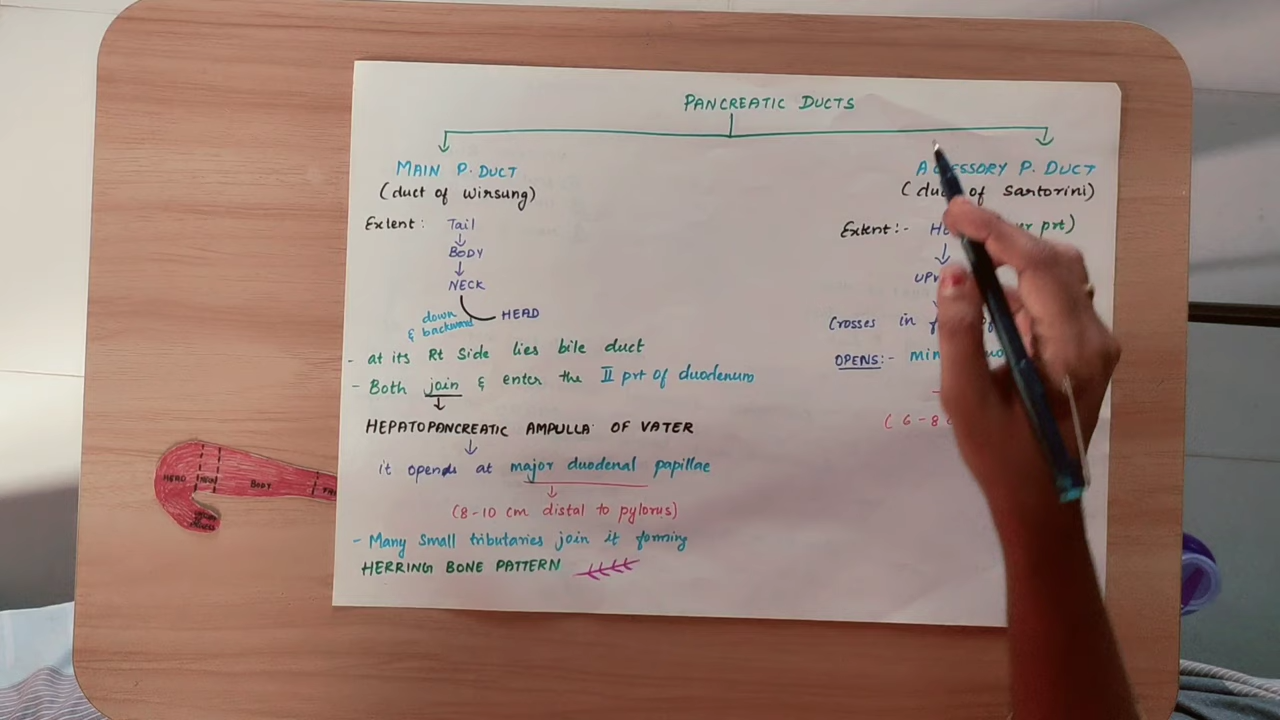 PANCREATIC DUCTS
MAIN P. DUCT
(duct of wirsung)
Extent : Tail
BODY
NECK
down & backward
HEAD
- at its Rt Side lies bile duct
- Both join & enter the II prt of duodenum
HEPATOPANCREATIC AMPULLA OF VATER
it opens at major duodenal papillae
(8-10 cm distal to pylorus)
- Many small tributaries join it forming
HERRING BONE PATTERN
P. DUCT
of Sartorini)
Extent :-
prt)
Crosses in
OPENS :-
(6-8
HEAD
BODY